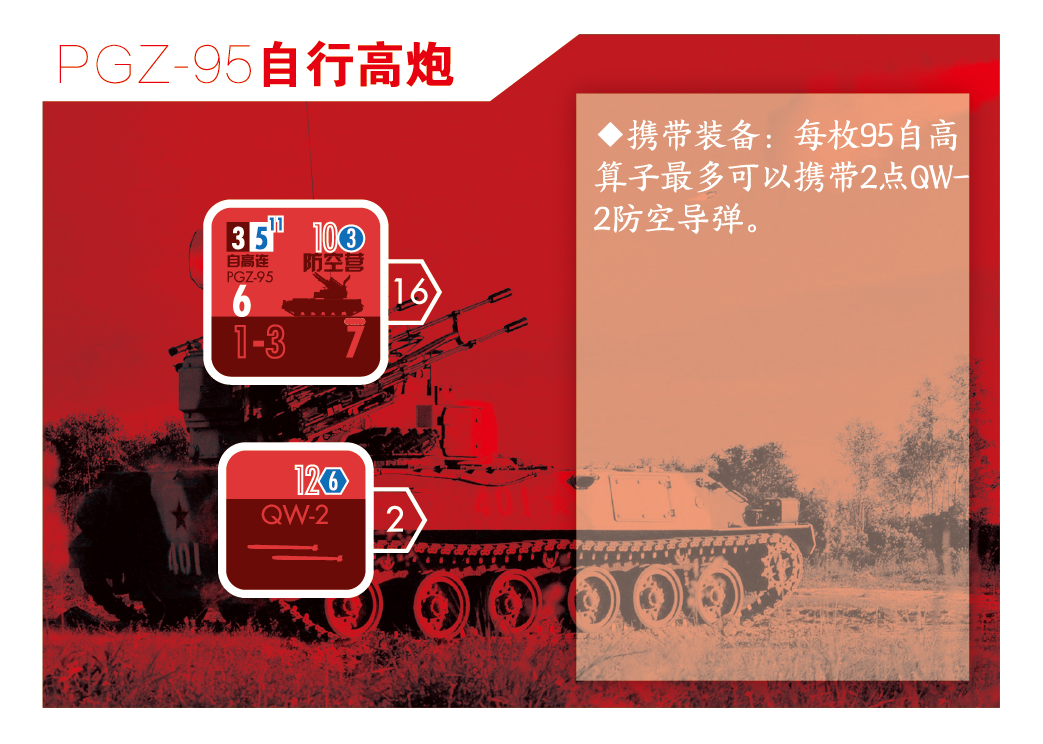 PGZ-95自行高炮
◆携带装备：每枚95自高
算子最多可以携带2点QW-
2防空导弹。
3 5 11 10 3
自高连 防空营
PGZ-95
6
1-3 7
16
12 6
QW-2
2
401